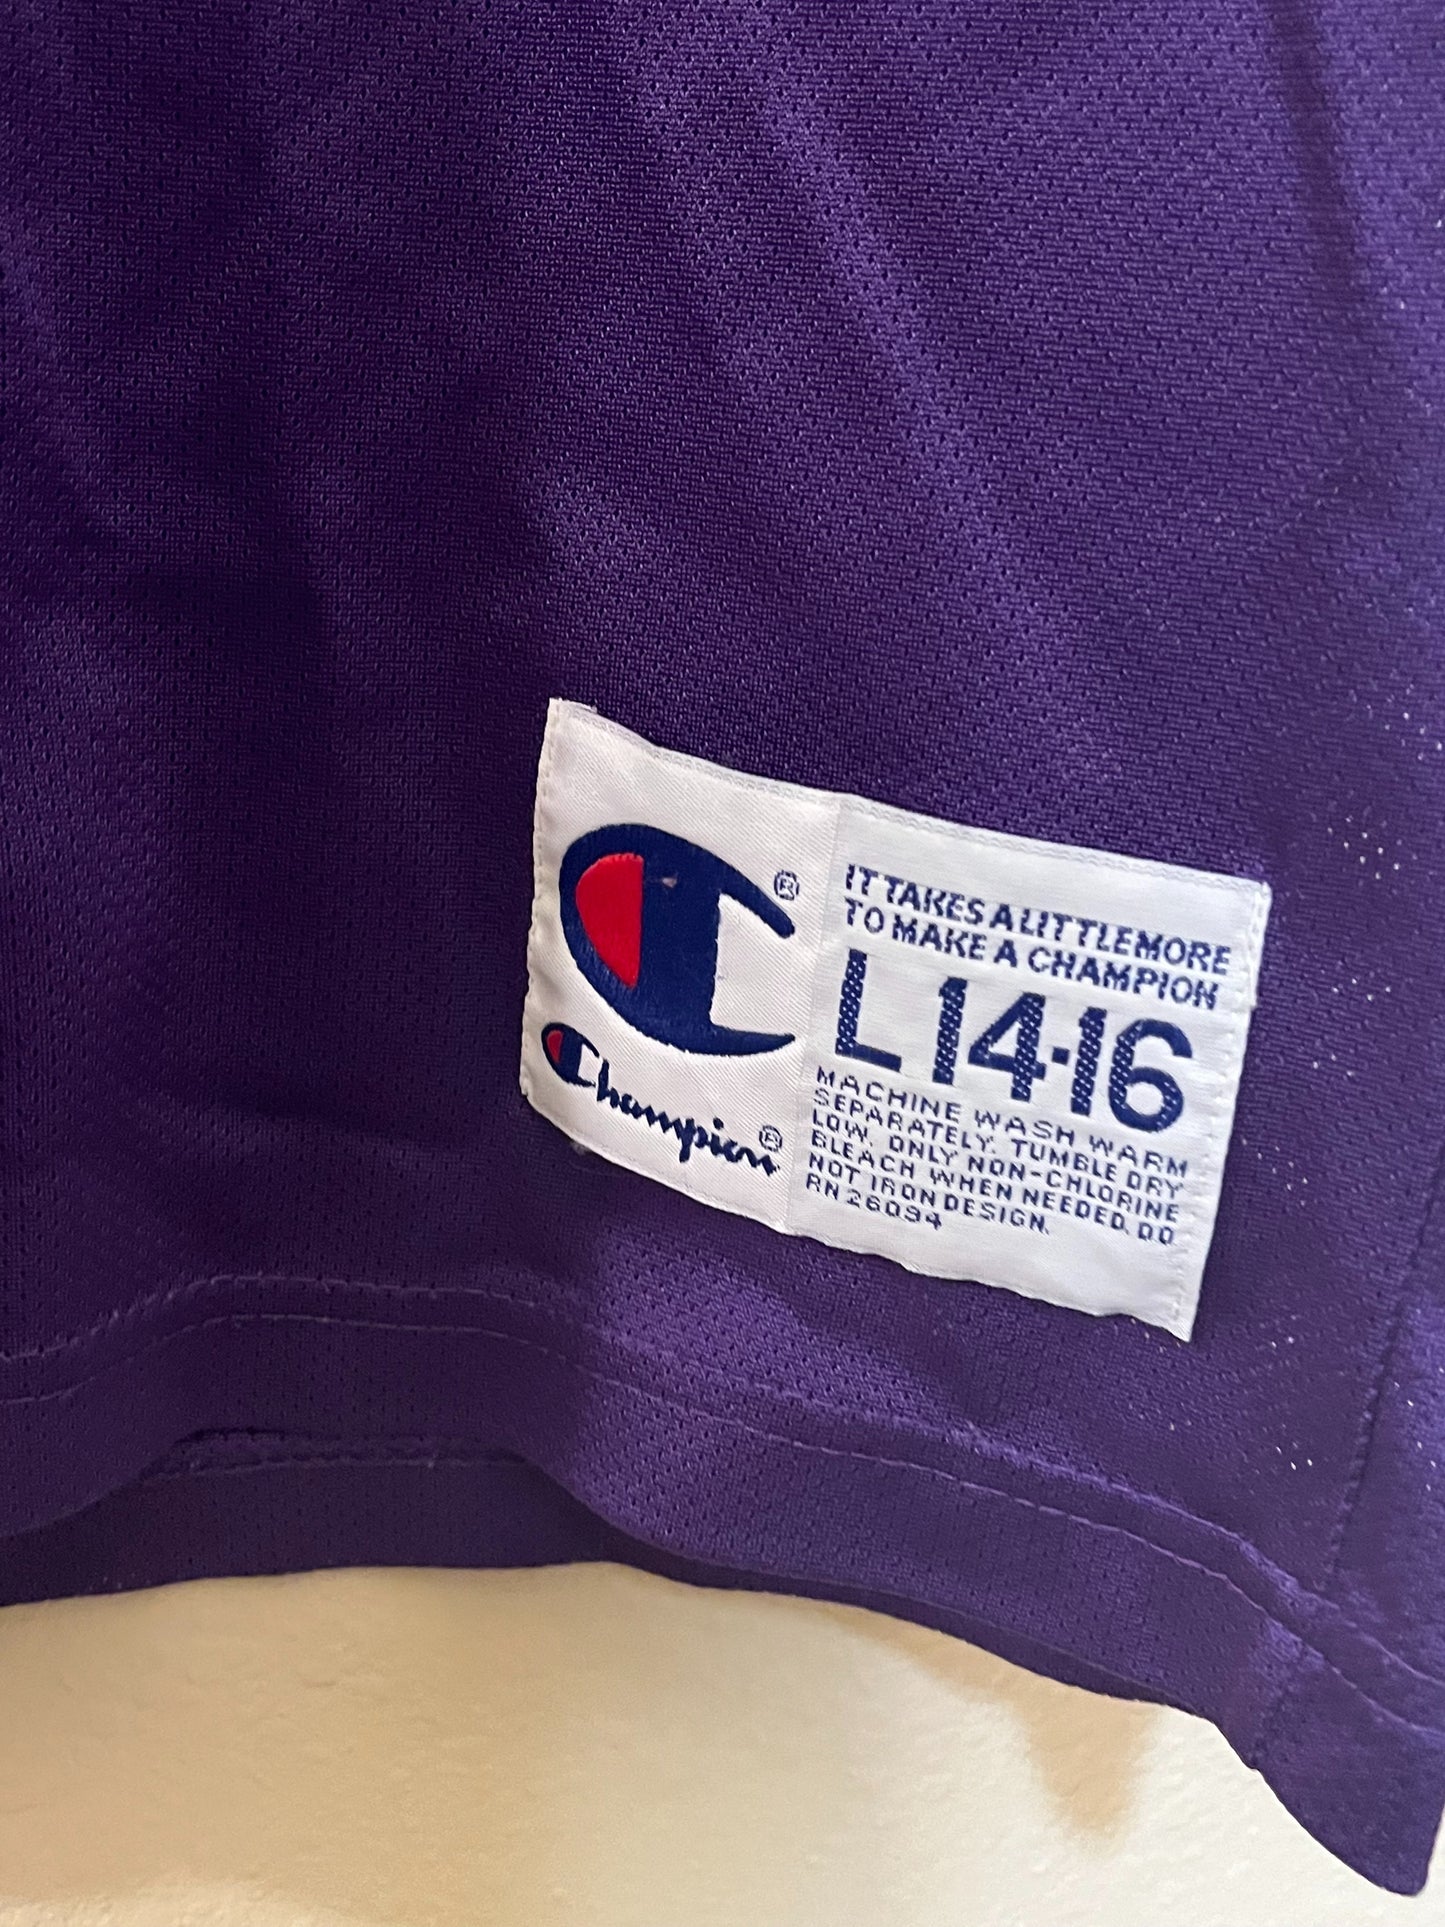 Champion
IT TAKES A LITTLE MORE
TO MAKE A CHAMPION
L 14-16
MACHINE WASH WARM
SEPARATELY. TUMBLE DRY
LOW. ONLY NON-CHLORINE
BLEACH WHEN NEEDED. DO
NOT IRON DESIGN.
RN 26094